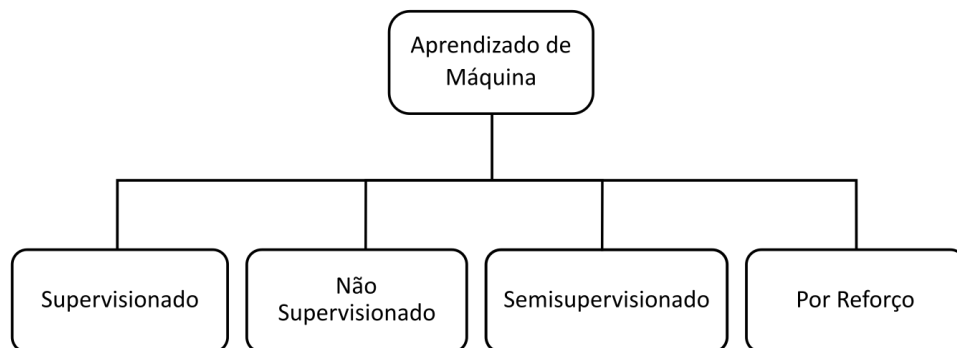 Aprendizado de
Máquina
Supervisionado
Não
Supervisionado
Semisupervisionado
Por Reforço